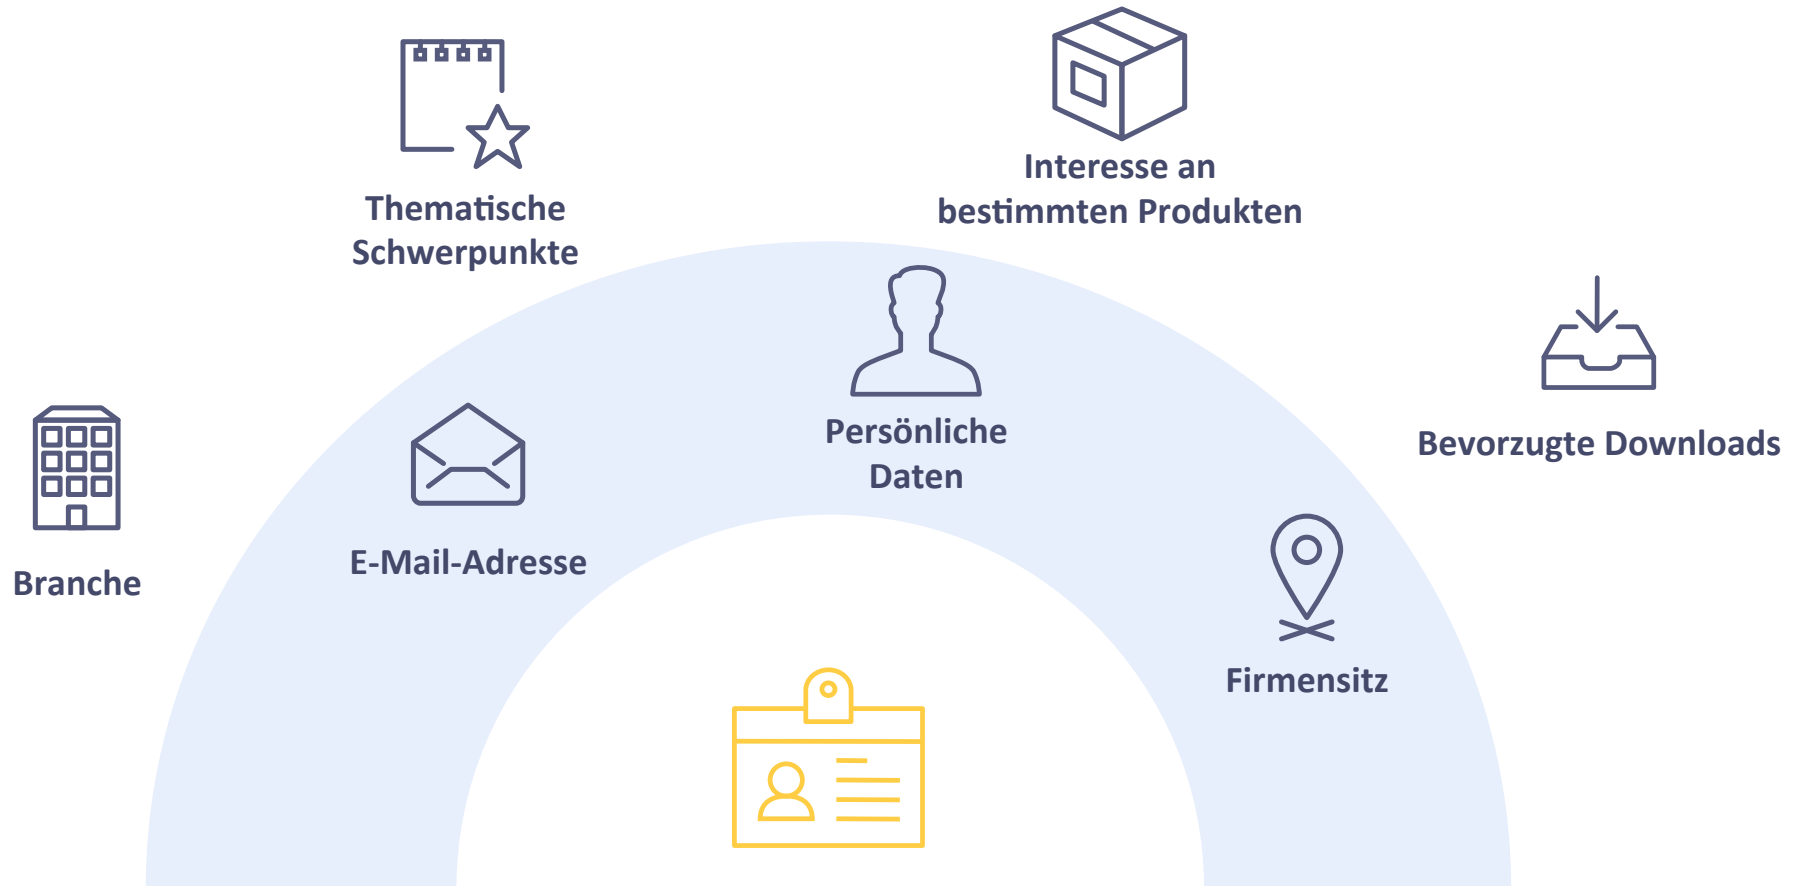 Thematische
Schwerpunkte
Interesse an
bestimmten Produkten
Bevorzugte Downloads
Persönliche
Daten
E-Mail-Adresse
Branche
Firmensitz